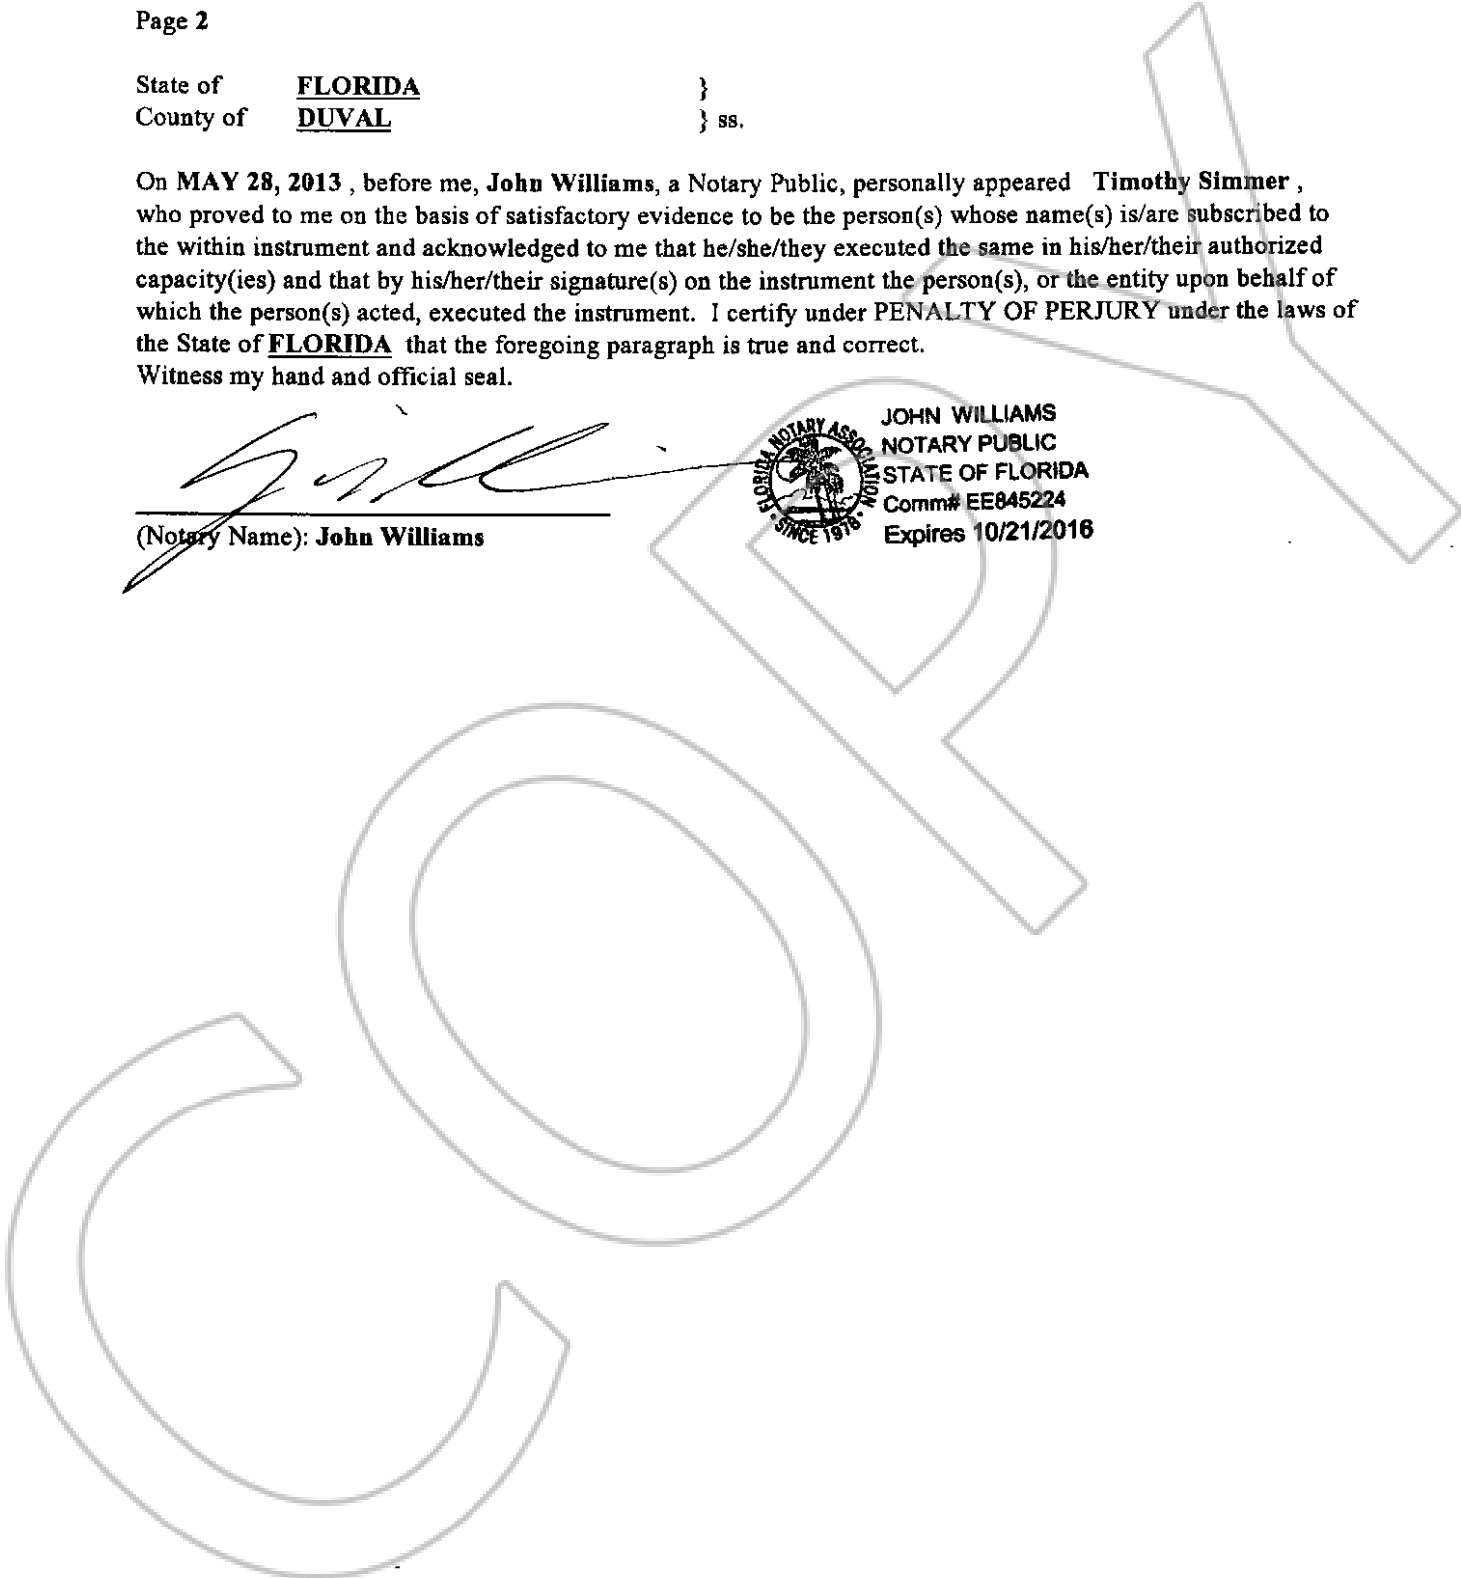 Page 2
State of FLORIDA }
County of DUVAL } ss.
On MAY 28, 2013 , before me, John Williams, a Notary Public, personally appeared Timothy Simmer ,
who proved to me on the basis of satisfactory evidence to be the person(s) whose name(s) is/are subscribed to
the within instrument and acknowledged to me that he/she/they executed the same in his/her/their authorized
capacity(ies) and that by his/her/their signature(s) on the instrument the person(s), or the entity upon behalf of
which the person(s) acted, executed the instrument. I certify under PENALTY OF PERJURY under the laws of
the State of FLORIDA that the foregoing paragraph is true and correct.
Witness my hand and official seal.
FLORIDA NOTARY ASSOCIATION
SINCE 1978
JOHN WILLIAMS
NOTARY PUBLIC
STATE OF FLORIDA
Comm# EE845224
Expires 10/21/2016
(Notary Name): John Williams
COPY